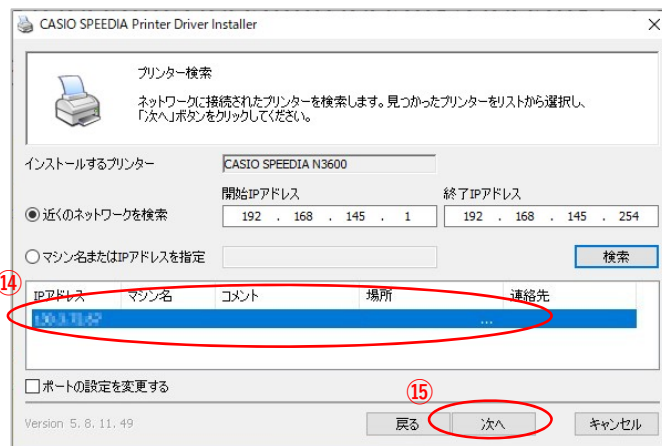 CASIO SPEEDIA Printer Driver Installer
プリンター検索
ネットワークに接続されたプリンターを検索します。見つかったプリンターをリストから選択し、
「次へ」ボタンをクリックしてください。
インストールするプリンター CASIO SPEEDIA N3600
開始IPアドレス 終了IPアドレス
近くのネットワークを検索 192 . 168 . 145 . 1 192 . 168 . 145 . 254
マシン名またはIPアドレスを指定 検索
⑭
IPアドレス マシン名 コメント 場所 連絡先
...
ポートの設定を変更する
⑮
Version 5. 8. 11. 49 戻る 次へ キャンセル